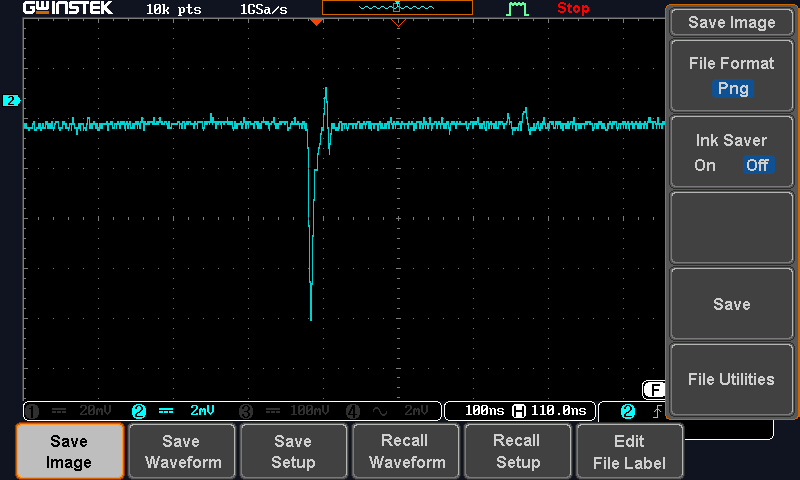 GWINSTEK 10k pts 1GSa/s Stop
Save Image
File Format
Png
2
Ink Saver
On Off
Save
File Utilities
F
1 20mV 2 2mV 3 100mV 4 2mV 100ns H 110.0ns 2
Save Image
Save Waveform
Save Setup
Recall Waveform
Recall Setup
Edit File Label